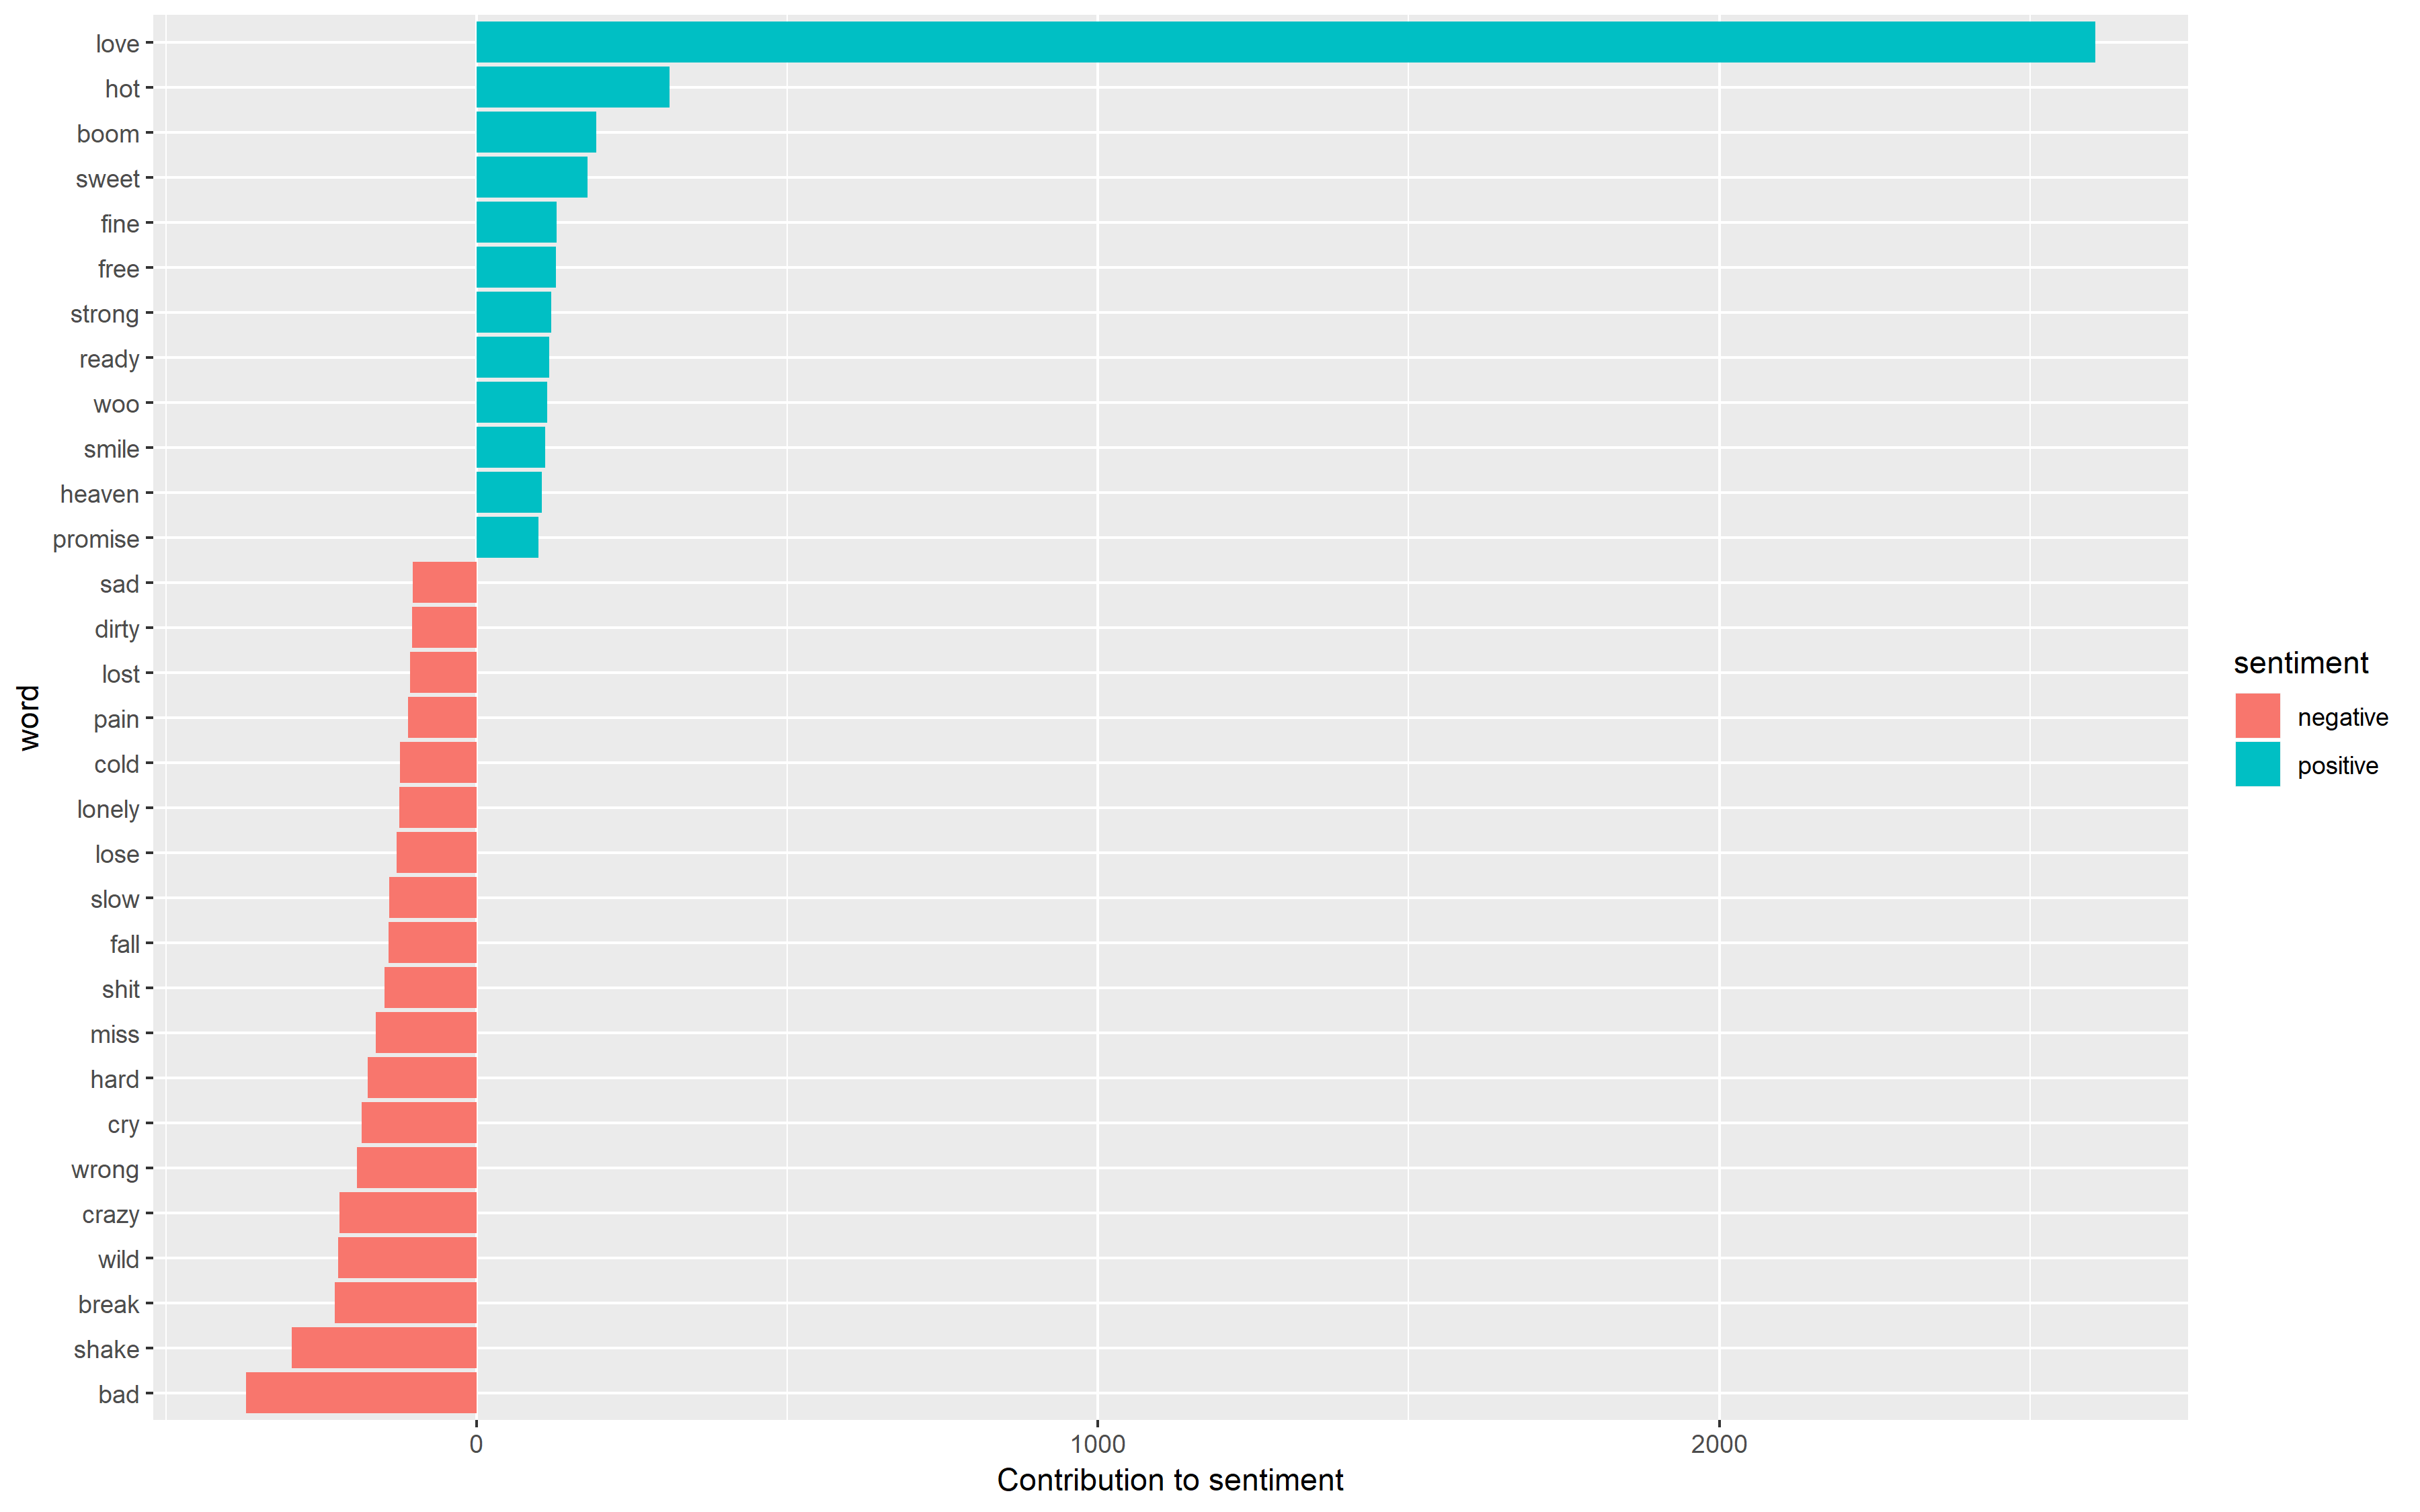 love
hot
boom
sweet
fine
free
strong
ready
woo
smile
heaven
promise
sad
dirty
lost
pain
cold
lonely
lose
slow
fall
shit
miss
hard
cry
wrong
crazy
wild
break
shake
bad
word
0 1000 2000
Contribution to sentiment
sentiment
negative
positive